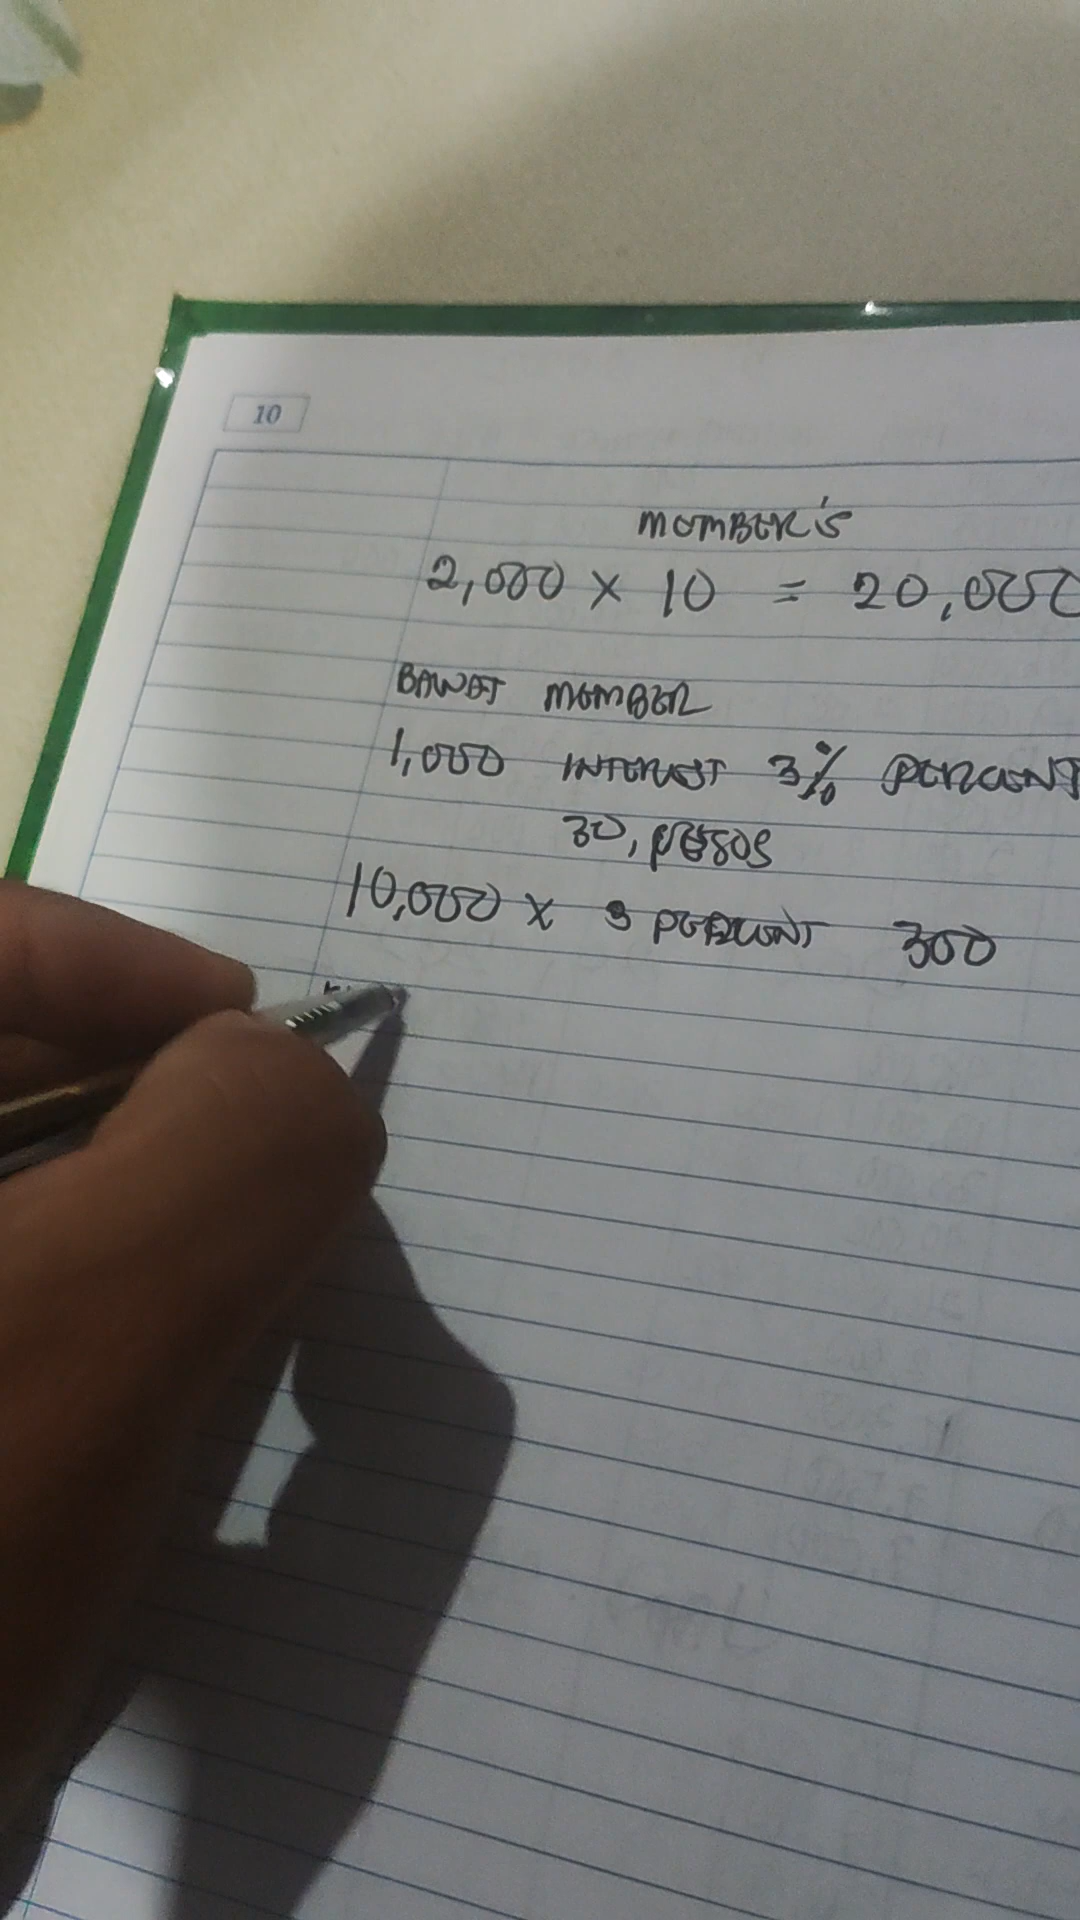 10
MEMBER'S
2,000 × 10 = 20,000
BAWAT MEMBER
1,000 INTEREST 3% PERCENT
30, PESOS
10,000 × 3 PERCENT 300